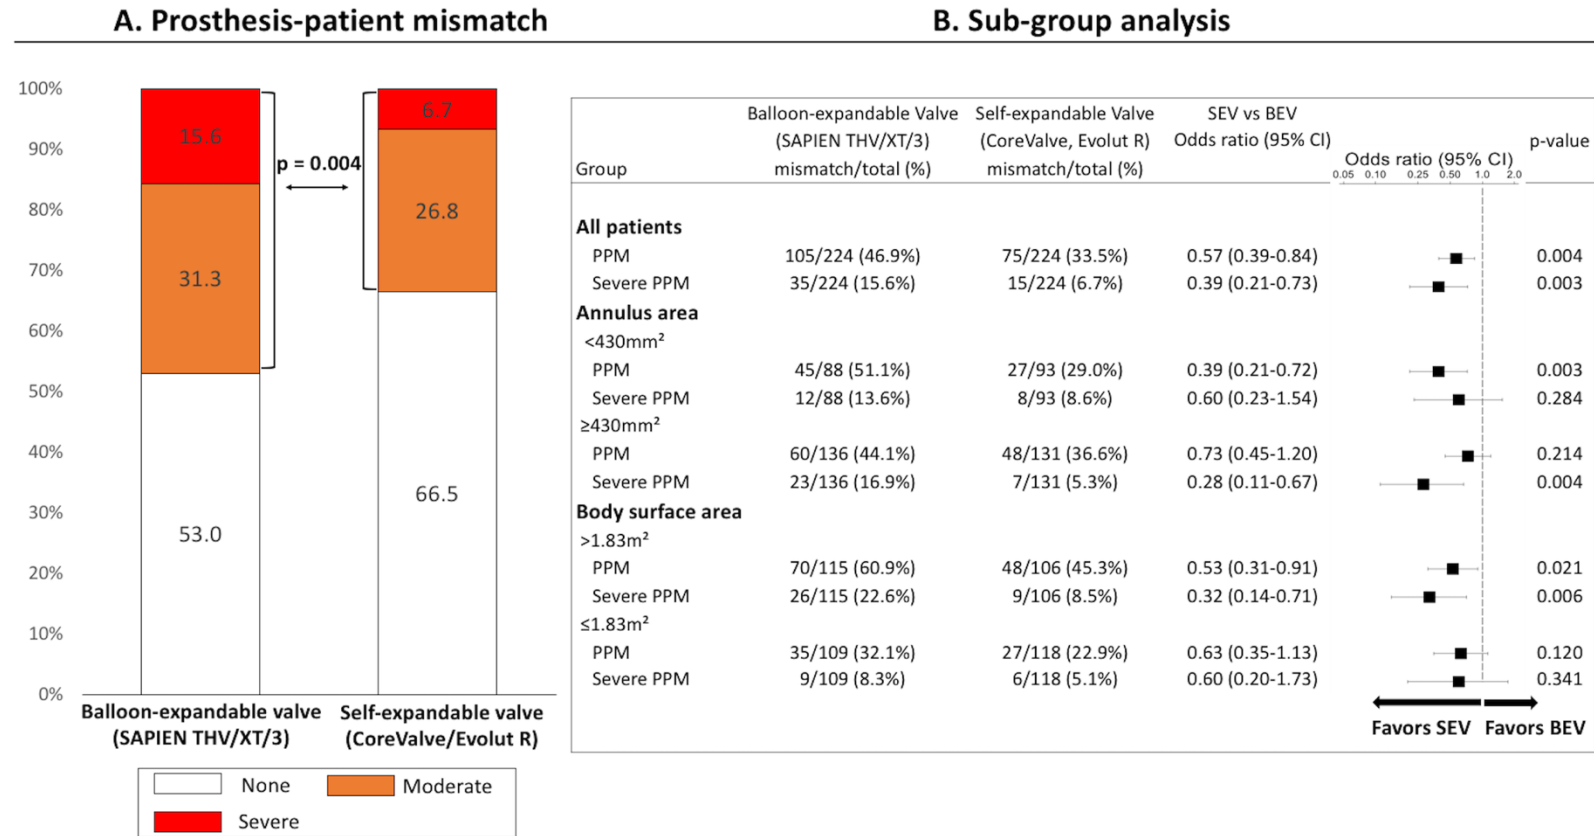 A. Prosthesis-patient mismatch
100%
90%
80%
70%
60%
50%
40%
30%
20%
10%
0%
15.6
31.3
53.0
p = 0.004
6.7
26.8
66.5
Balloon-expandable valve
(SAPIEN THV/XT/3)
Self-expandable valve
(CoreValve/Evolut R)
None
Moderate
Severe
B. Sub-group analysis
Group
Balloon-expandable Valve
(SAPIEN THV/XT/3)
mismatch/total (%)
Self-expandable Valve
(CoreValve, Evolut R)
mismatch/total (%)
SEV vs BEV
Odds ratio (95% CI)
Odds ratio (95% CI)
0.05 0.10 0.25 0.50 1.0 2.0
p-value
All patients
PPM 105/224 (46.9%) 75/224 (33.5%) 0.57 (0.39-0.84) 0.004
Severe PPM 35/224 (15.6%) 15/224 (6.7%) 0.39 (0.21-0.73) 0.003
Annulus area
<430mm²
PPM 45/88 (51.1%) 27/93 (29.0%) 0.39 (0.21-0.72) 0.003
Severe PPM 12/88 (13.6%) 8/93 (8.6%) 0.60 (0.23-1.54) 0.284
≥430mm²
PPM 60/136 (44.1%) 48/131 (36.6%) 0.73 (0.45-1.20) 0.214
Severe PPM 23/136 (16.9%) 7/131 (5.3%) 0.28 (0.11-0.67) 0.004
Body surface area
>1.83m²
PPM 70/115 (60.9%) 48/106 (45.3%) 0.53 (0.31-0.91) 0.021
Severe PPM 26/115 (22.6%) 9/106 (8.5%) 0.32 (0.14-0.71) 0.006
≤1.83m²
PPM 35/109 (32.1%) 27/118 (22.9%) 0.63 (0.35-1.13) 0.120
Severe PPM 9/109 (8.3%) 6/118 (5.1%) 0.60 (0.20-1.73) 0.341
Favors SEV Favors BEV